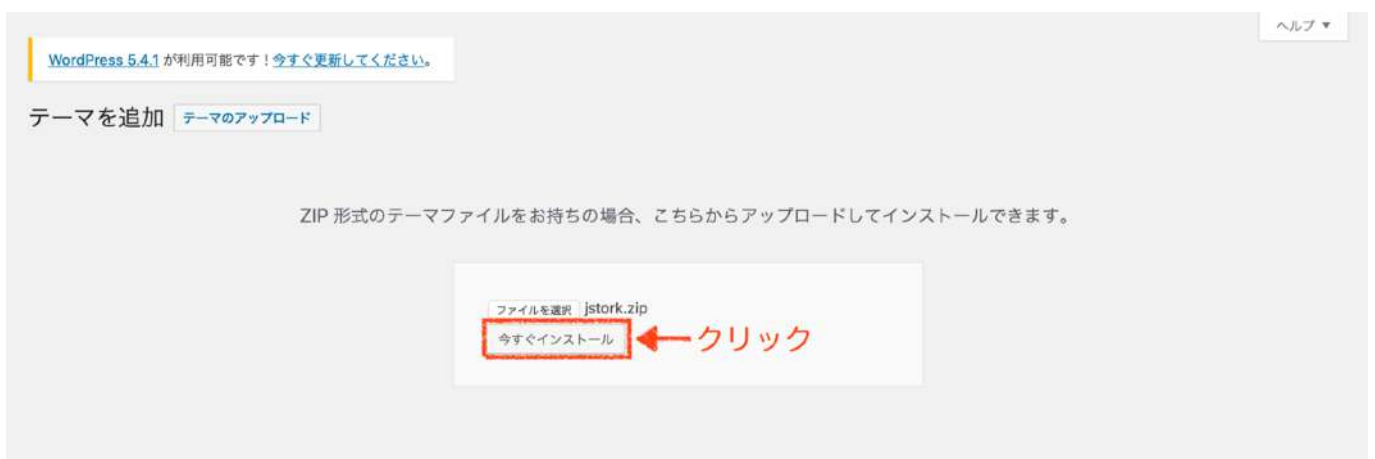 ヘルプ ▼
WordPress 5.4.1 が利用可能です ! 今すぐ更新してください。
テーマを追加 テーマのアップロード
ZIP 形式のテーマファイルをお持ちの場合、こちらからアップロードしてインストールできます。
ファイルを選択 jstork.zip
今すぐインストール ←クリック